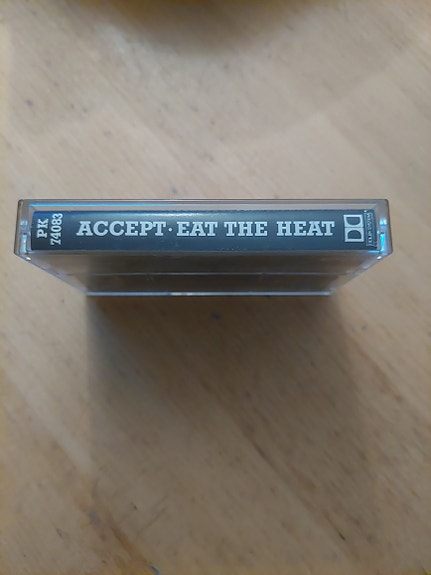 PK
74083
ACCEPT · EAT THE HEAT